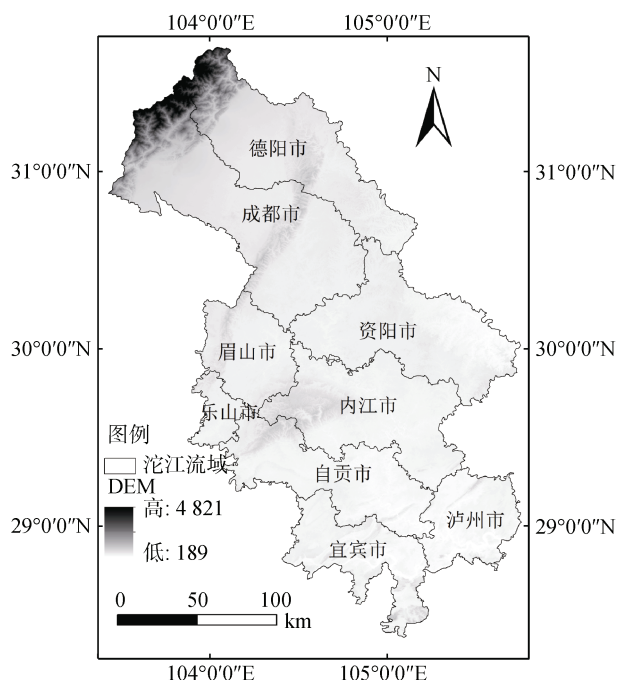 104°0′0″E 105°0′0″E
N
31°0′0″N 31°0′0″N
德阳市
成都市
资阳市
30°0′0″N 30°0′0″N
眉山市
内江市
乐山市
图例
沱江流域
自贡市
DEM
高: 4 821
低: 189
泸州市
29°0′0″N 29°0′0″N
宜宾市
0 50 100
km
104°0′0″E 105°0′0″E